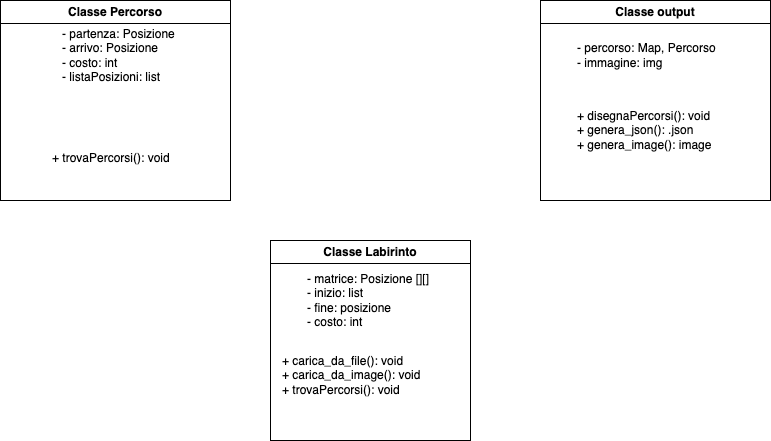 Classe Percorso
- partenza: Posizione
- arrivo: Posizione
- costo: int
- listaPosizioni: list
+ trovaPercorsi(): void
Classe output
- percorso: Map, Percorso
- immagine: img
+ disegnaPercorsi(): void
+ genera_json(): .json
+ genera_image(): image
Classe Labirinto
- matrice: Posizione [][]
- inizio: list
- fine: posizione
- costo: int
+ carica_da_file(): void
+ carica_da_image(): void
+ trovaPercorsi(): void